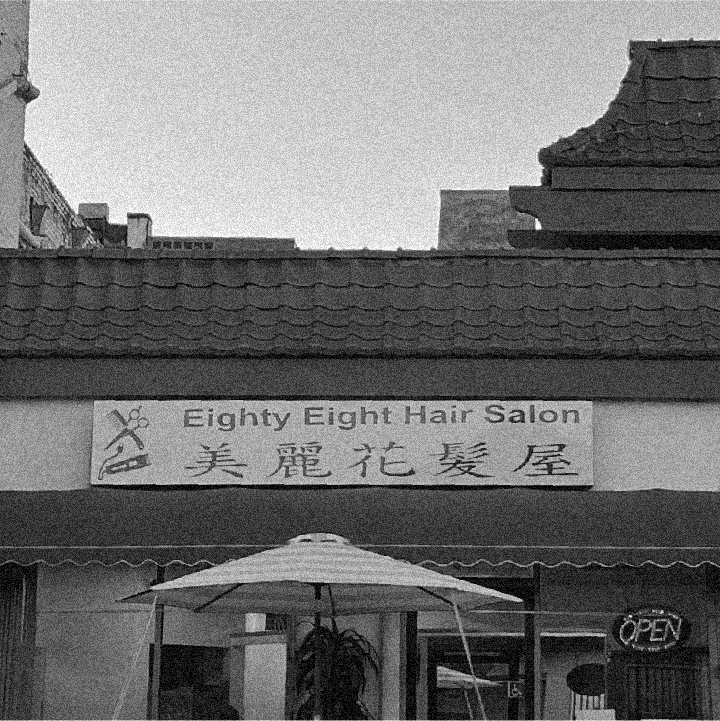 Eighty Eight Hair Salon
美麗花髮屋
OPEN